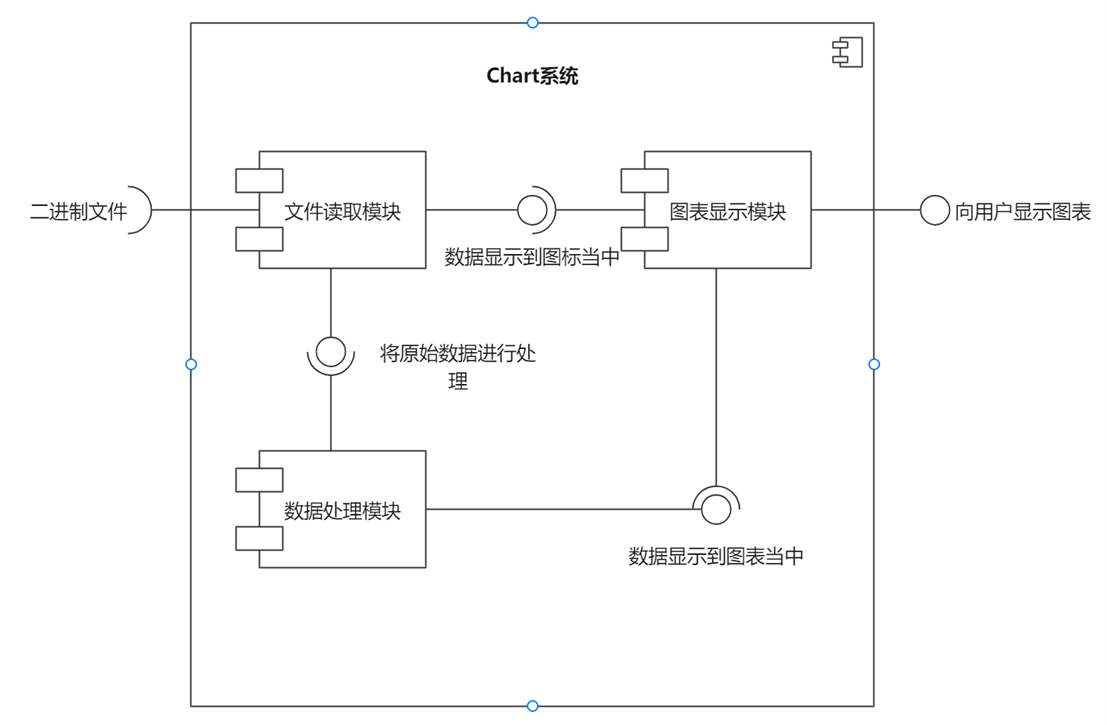 Chart系统
二进制文件
文件读取模块
图表显示模块
向用户显示图表
数据显示到图标当中
将原始数据进行处
理
数据处理模块
数据显示到图表当中